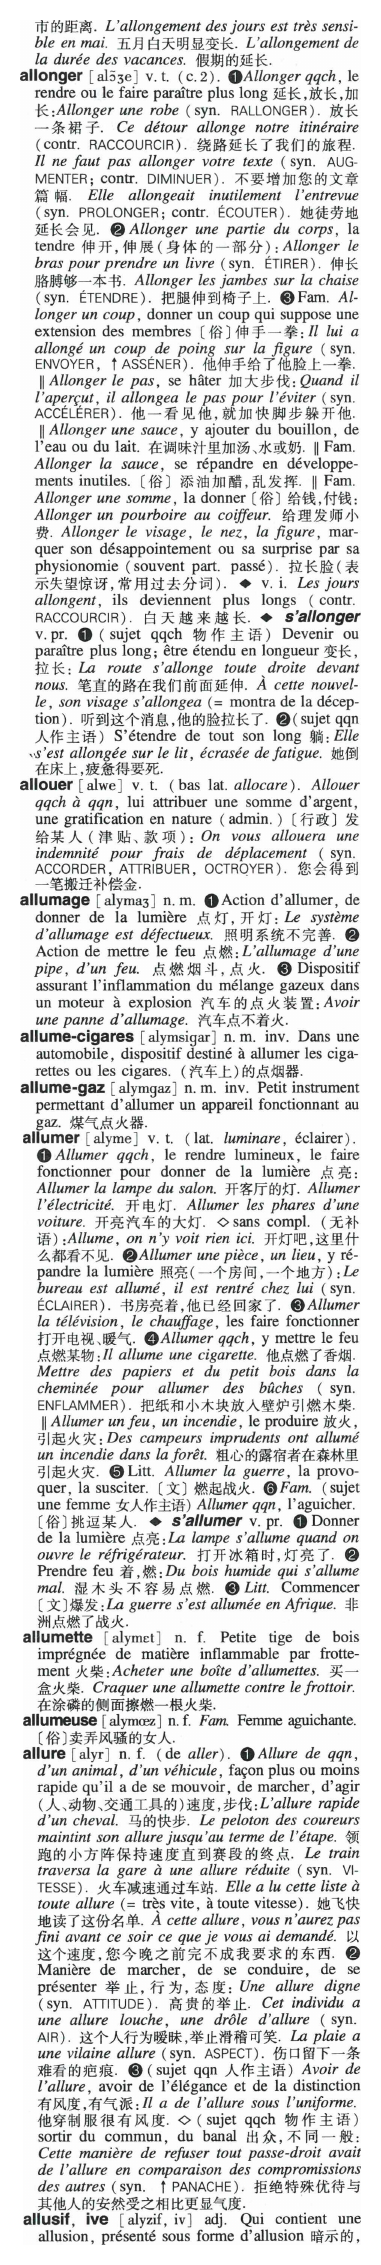 市的距离. L'allongement des jours est très sensi-
ble en mai. 五月白天明显变长. L'allongement de
la durée des vacances. 假期的延长.
allonger [alɔ̃ʒe] v. t. (c. 2). ❶Allonger qqch, le
rendre ou le faire paraître plus long 延长,放长,加
长:Allonger une robe (syn. RALLONGER). 放长
一条裙子. Ce détour allonge notre itinéraire
(contr. RACCOURCIR). 绕路延长了我们的旅程.
Il ne faut pas allonger votre texte (syn. AUG-
MENTER; contr. DIMINUER). 不要增加您的文章
篇幅. Elle allongeait inutilement l'entrevue
(syn. PROLONGER; contr. ÉCOUTER). 她徒劳地
延长会见. ❷ Allonger une partie du corps, la
tendre 伸开,伸展(身体的一部分):Allonger le
bras pour prendre un livre (syn. ÉTIRER). 伸长
胳膊够一本书. Allonger les jambes sur la chaise
(syn. ÉTENDRE). 把腿伸到椅子上. ❸ Fam. Al-
longer un coup, donner un coup qui suppose une
extension des membres〔俗〕伸手一拳:Il lui a
allongé un coup de poing sur la figure (syn.
ENVOYER, ↑ASSÉNER). 他伸手给了他脸上一拳.
‖ Allonger le pas, se hâter 加大步伐:Quand il
l'aperçut, il allongea le pas pour l'éviter (syn.
ACCÉLÉRER). 他一看见他,就加快脚步躲开他.
‖ Allonger une sauce, y ajouter du bouillon, de
l'eau ou du lait. 在调味汁里加汤、水或奶. ‖ Fam.
Allonger la sauce, se répandre en développe-
ments inutiles.〔俗〕添油加醋,乱发挥. ‖ Fam.
Allonger une somme, la donner〔俗〕给钱,付钱:
Allonger un pourboire au coiffeur. 给理发师小
费. Allonger le visage, le nez, la figure, mar-
quer son désappointement ou sa surprise par sa
physionomie (souvent part. passé). 拉长脸(表
示失望惊讶,常用过去分词). ◆ v. i. Les jours
allongent, ils deviennent plus longs (contr.
RACCOURCIR). 白天越来越长. ◆ s'allonger
v. pr. ❶ (sujet qqch 物作主语) Devenir ou
paraître plus long; être étendu en longueur 变长,
拉长: La route s'allonge toute droite devant
nous. 笔直的路在我们前面延伸. À cette nouvel-
le, son visage s'allongea (= montra de la décep-
tion). 听到这个消息,他的脸拉长了. ❷(sujet qqn
人作主语) S'étendre de tout son long 躺:Elle
s'est allongée sur le lit, écrasée de fatigue. 她倒
在床上,疲惫得要死.
allouer [alwe] v. t. (bas lat. allocare). Allouer
qqch à qqn, lui attribuer une somme d'argent,
une gratification en nature (admin.)〔行政〕发
给某人(津贴、款项): On vous allouera une
indemnité pour frais de déplacement (syn.
ACCORDER, ATTRIBUER, OCTROYER). 您会得到
一笔搬迁补偿金.
allumage [alymaʒ] n. m. ❶Action d'allumer, de
donner de la lumière 点灯,开灯: Le système
d'allumage est défectueux. 照明系统不完善. ❷
Action de mettre le feu 点燃:L'allumage d'une
pipe, d'un feu. 点燃烟斗,点火. ❸ Dispositif
assurant l'inflammation du mélange gazeux dans
un moteur à explosion 汽车的点火装置:Avoir
une panne d'allumage. 汽车点不着火.
allume-cigares [alymsiɡar] n. m. inv. Dans une
automobile, dispositif destiné à allumer les ciga-
rettes ou les cigares. (汽车上)的点烟器.
allume-gaz [alymɡaz] n. m. inv. Petit instrument
permettant d'allumer un appareil fonctionnant au
gaz. 煤气点火器.
allumer [alyme] v. t. (lat. luminare, éclairer).
❶ Allumer qqch, le rendre lumineux, le faire
fonctionner pour donner de la lumière 点亮:
Allumer la lampe du salon. 开客厅的灯. Allumer
l'électricité. 开电灯. Allumer les phares d'une
voiture. 开亮汽车的大灯. ◇ sans compl. (无补
语):Allume, on n'y voit rien ici. 开灯吧,这里什
么都看不见. ❷Allumer une pièce, un lieu, y ré-
pandre la lumière 照亮(一个房间,一个地方):Le
bureau est allumé, il est rentré chez lui (syn.
ÉCLAIRER). 书房亮着,他已经回家了. ❸Allumer
la télévision, le chauffage, les faire fonctionner
打开电视、暖气. ❹Allumer qqch, y mettre le feu
点燃某物:Il allume une cigarette. 他点燃了香烟.
Mettre des papiers et du petit bois dans la
cheminée pour allumer des bûches (syn.
ENFLAMMER). 把纸和小木块放入壁炉引燃木柴.
‖ Allumer un feu, un incendie, le produire 放火,
引起火灾: Des campeurs imprudents ont allumé
un incendie dans la forêt. 粗心的露宿者在森林里
引起火灾. ❺ Litt. Allumer la guerre, la provo-
quer, la susciter.〔文〕燃起战火. ❻ Fam. (sujet
une femme 女人作主语) Allumer qqn, l'aguicher.
〔俗〕挑逗某人. ◆ s'allumer v. pr. ❶ Donner
de la lumière 点亮:La lampe s'allume quand on
ouvre le réfrigérateur. 打开冰箱时,灯亮了. ❷
Prendre feu 着,燃:Du bois humide qui s'allume
mal. 湿木头不容易点燃. ❸ Litt. Commencer
〔文〕爆发:La guerre s'est allumée en Afrique. 非
洲点燃了战火.
allumette [alymɛt] n. f. Petite tige de bois
imprégnée de matière inflammable par frotte-
ment 火柴:Acheter une boîte d'allumettes. 买一
盒火柴. Craquer une allumette contre le frottoir.
在涂磷的侧面擦燃一根火柴.
allumeuse [alymœz] n. f. Fam. Femme aguichante.
〔俗〕卖弄风骚的女人.
allure [alyr] n. f. (de aller). ❶ Allure de qqn,
d'un animal, d'un véhicule, façon plus ou moins
rapide qu'il a de se mouvoir, de marcher, d'agir
(人、动物、交通工具的)速度,步伐:L'allure rapide
d'un cheval. 马的快步. Le peloton des coureurs
maintint son allure jusqu'au terme de l'étape. 领
跑的小方阵保持速度直到赛段的终点. Le train
traversa la gare à une allure réduite (syn. VI-
TESSE). 火车减速通过车站. Elle a lu cette liste à
toute allure (= très vite, à toute vitesse). 她飞快
地读了这份名单. À cette allure, vous n'aurez pas
fini avant ce soir ce que je vous ai demandé. 以
这个速度,您今晚之前完不成我要求的东西. ❷
Manière de marcher, de se conduire, de se
présenter 举止,行为,态度: Une allure digne
(syn. ATTITUDE). 高贵的举止. Cet individu a
une allure louche, une drôle d'allure (syn.
AIR). 这个人行为暧昧,举止滑稽可笑. La plaie a
une vilaine allure (syn. ASPECT). 伤口留下一条
难看的疤痕. ❸ (sujet qqn 人作主语) Avoir de
l'allure, avoir de l'élégance et de la distinction
有风度,有气派:Il a de l'allure sous l'uniforme.
他穿制服很有风度. ◇ (sujet qqch 物作主语)
sortir du commun, du banal 出众,不同一般:
Cette manière de refuser tout passe-droit avait
de l'allure en comparaison des compromissions
des autres (syn. ↑ PANACHE). 拒绝特殊优待与
其他人的安然受之相比更显气度.
allusif, ive [alyzif, iv] adj. Qui contient une
allusion, présenté sous forme d'allusion 暗示的,